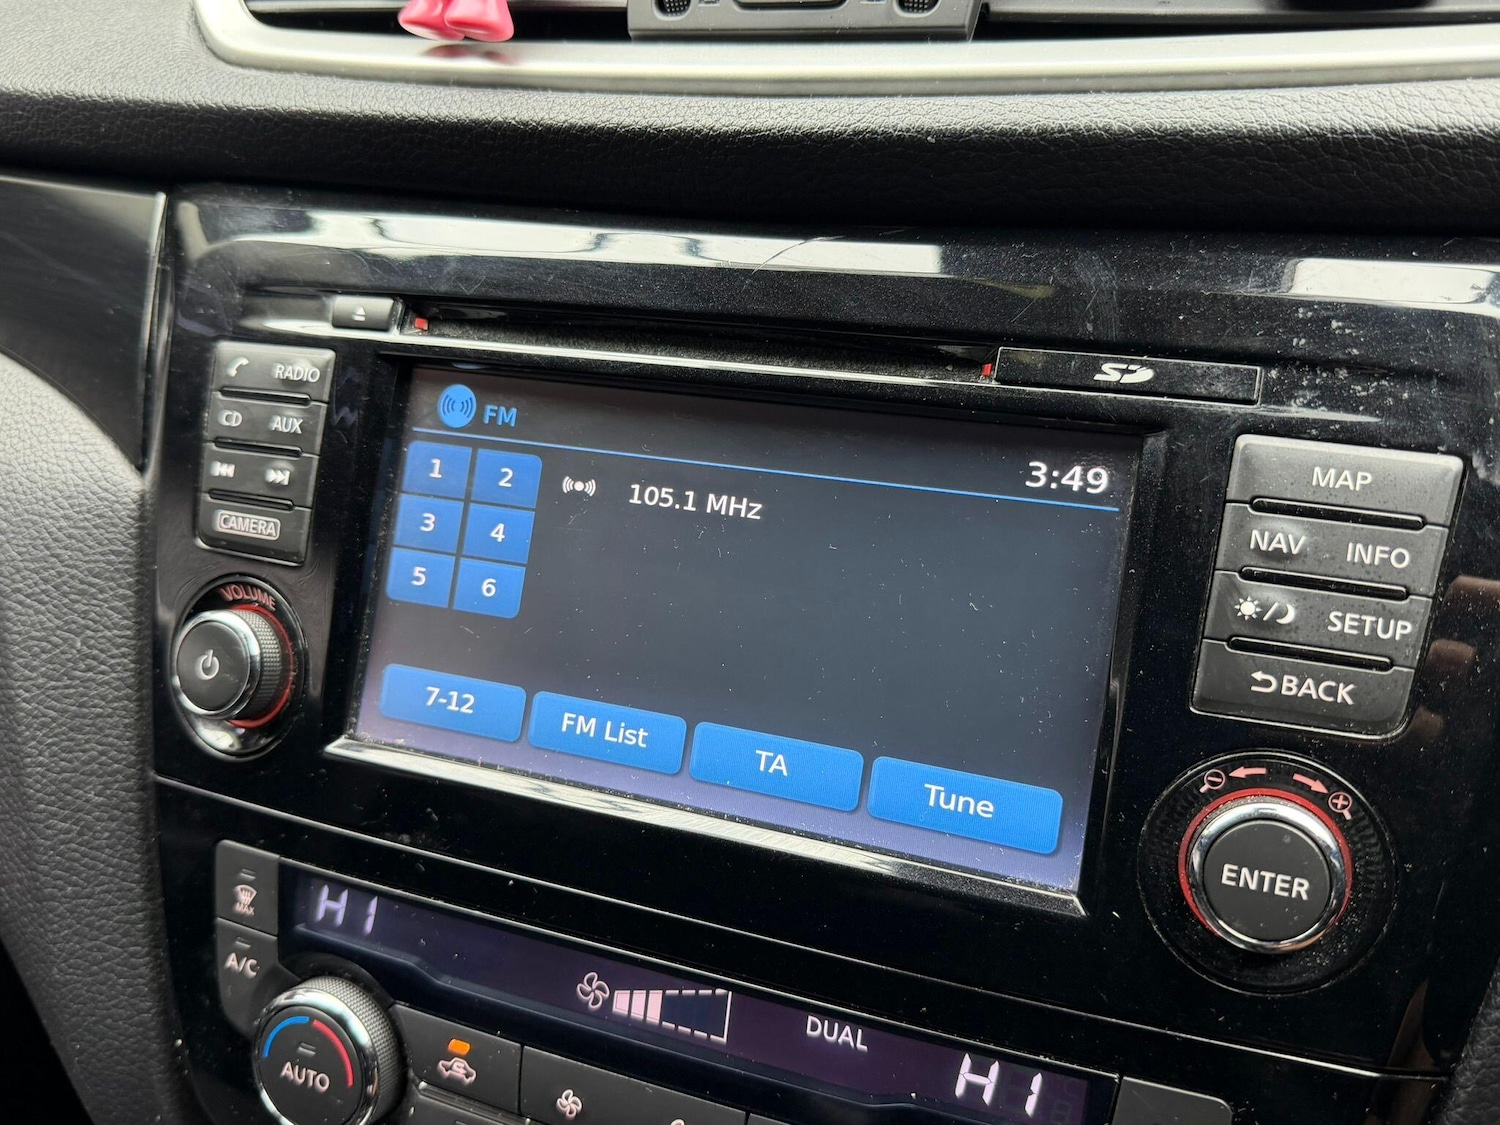 RADIO
CD AUX
CAMERA
VOLUME
FM
3:49
1 2
3 4
5 6
105.1 MHz
7-12 FM List TA Tune
SD
MAP
NAV INFO
SETUP
BACK
ENTER
MAX
A/C
AUTO
HI
DUAL
HI